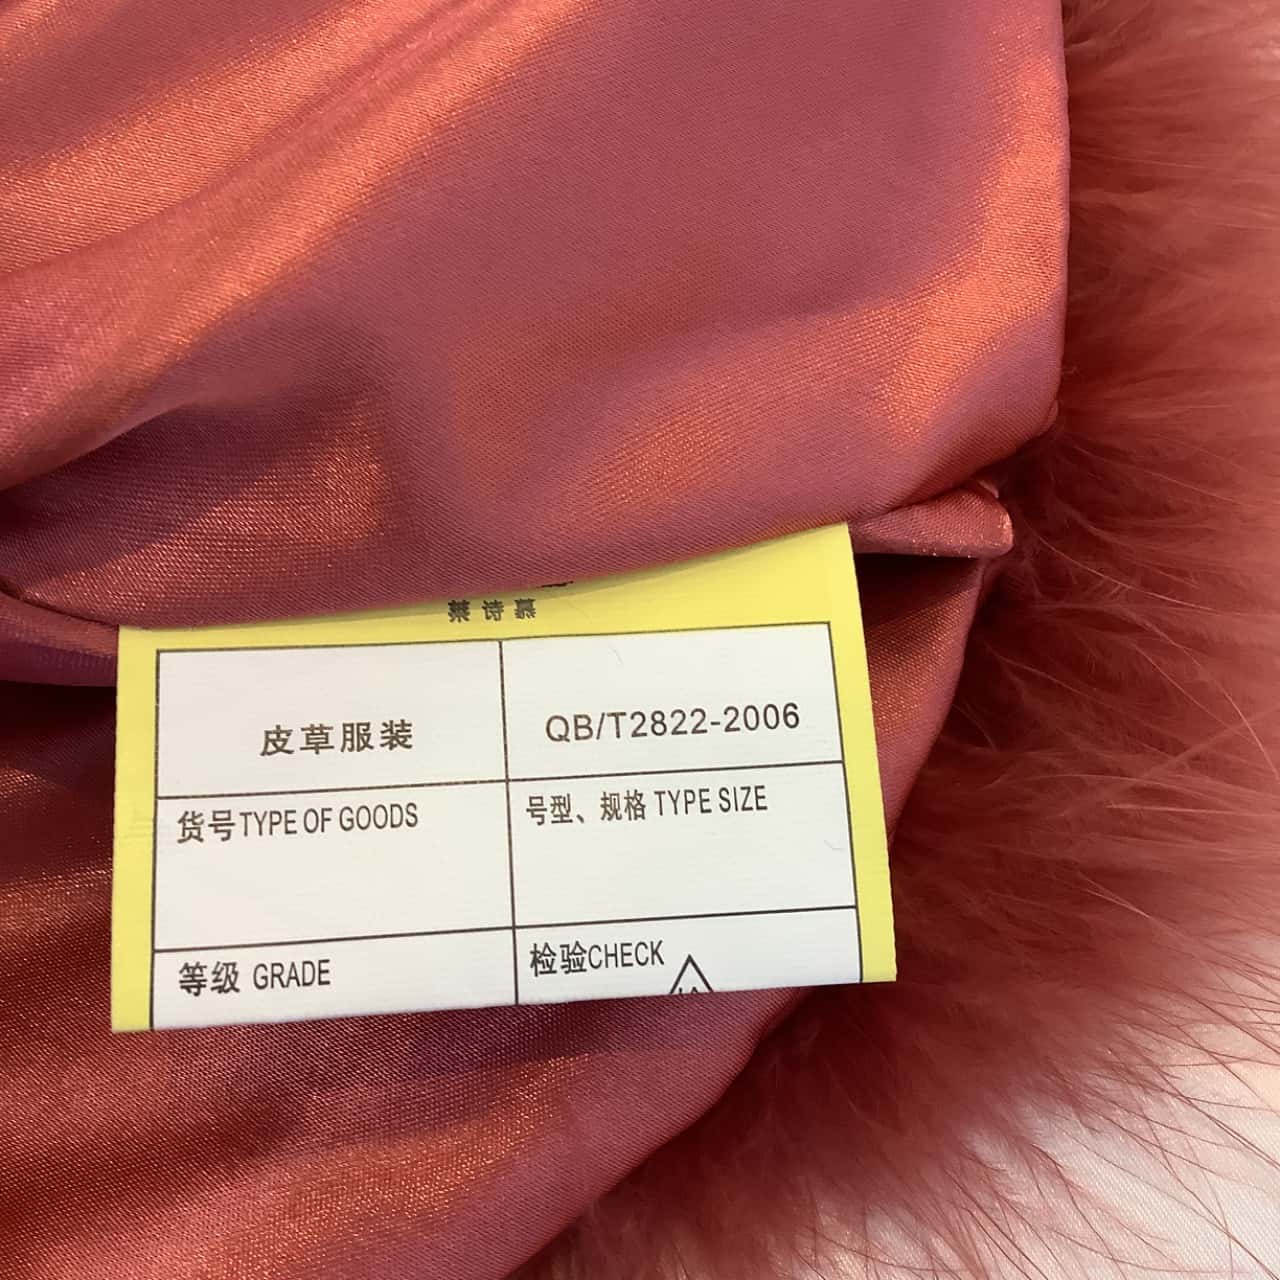 莱诗慕
皮草服装
QB/T2822-2006
货号TYPE OF GOODS
号型、规格 TYPE SIZE
等级 GRADE
检验CHECK